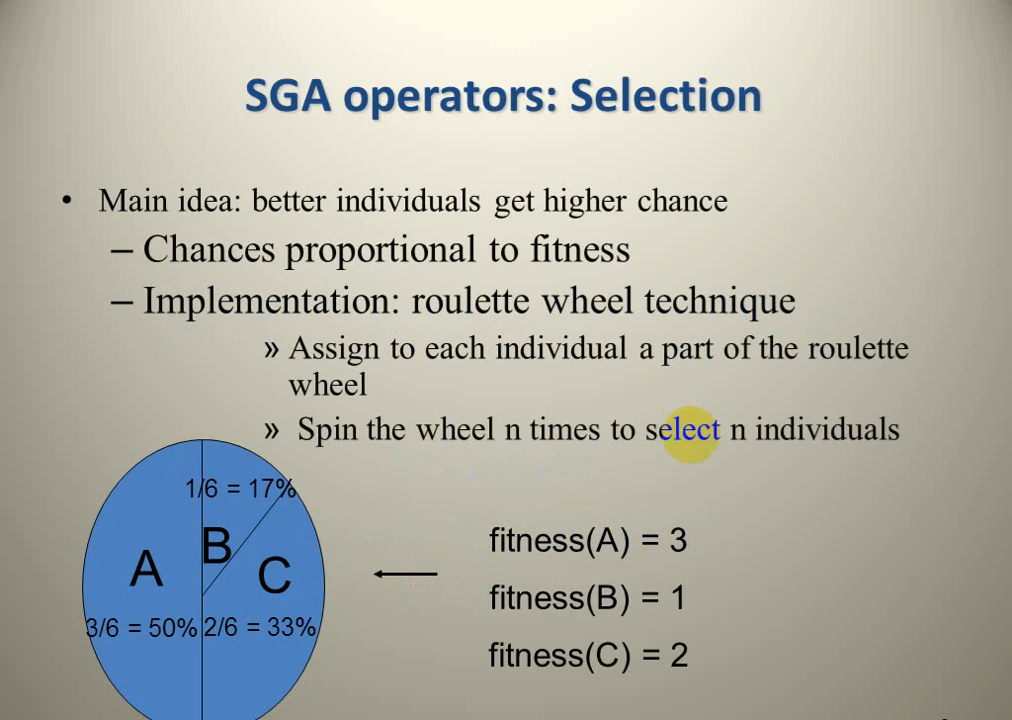 SGA operators: Selection
• Main idea: better individuals get higher chance
– Chances proportional to fitness
– Implementation: roulette wheel technique
» Assign to each individual a part of the roulette
wheel
» Spin the wheel n times to select n individuals
1/6 = 17%
B
A
C
3/6 = 50%
2/6 = 33%
fitness(A) = 3
fitness(B) = 1
fitness(C) = 2